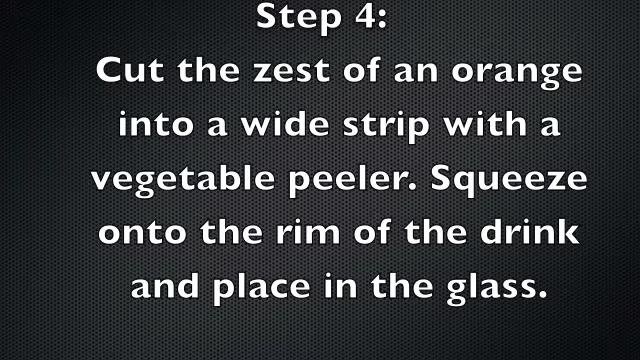 Step 4:
Cut the zest of an orange
into a wide strip with a
vegetable peeler. Squeeze
onto the rim of the drink
and place in the glass.